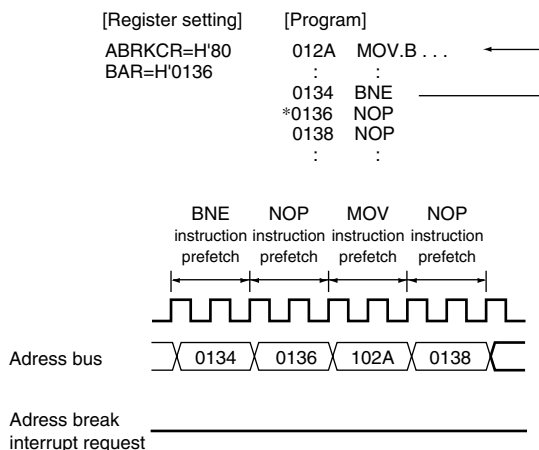 [Register setting] [Program]
ABRKCR=H'80 012A MOV.B . . .
BAR=H'0136 : :
0134 BNE
*0136 NOP
0138 NOP
: :
BNE NOP MOV NOP
instruction instruction instruction instruction
prefetch prefetch prefetch prefetch
Adress bus 0134 0136 102A 0138
Adress break
interrupt request